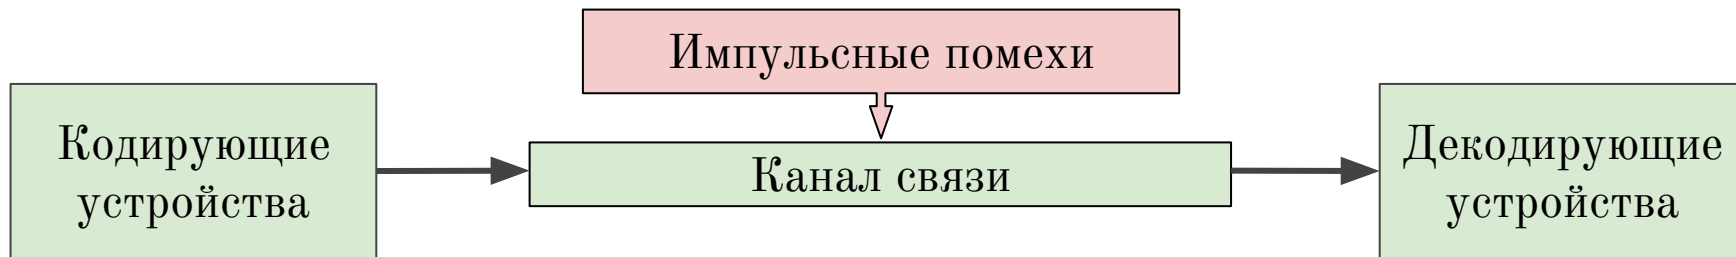 Импульсные помехи
Кодирующие
устройства
Канал связи
Декодирующие
устройства